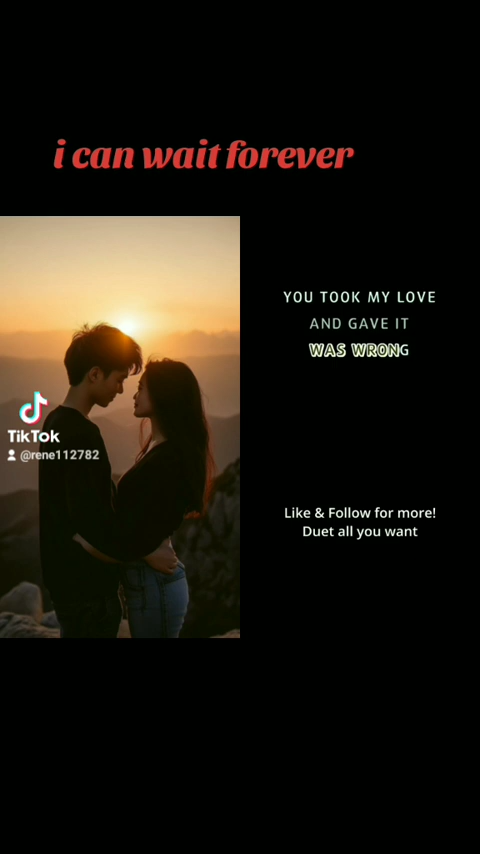 i can wait forever
YOU TOOK MY LOVE
AND GAVE IT
WAS WRONG
TikTok
@rene112782
Like & Follow for more!
Duet all you want